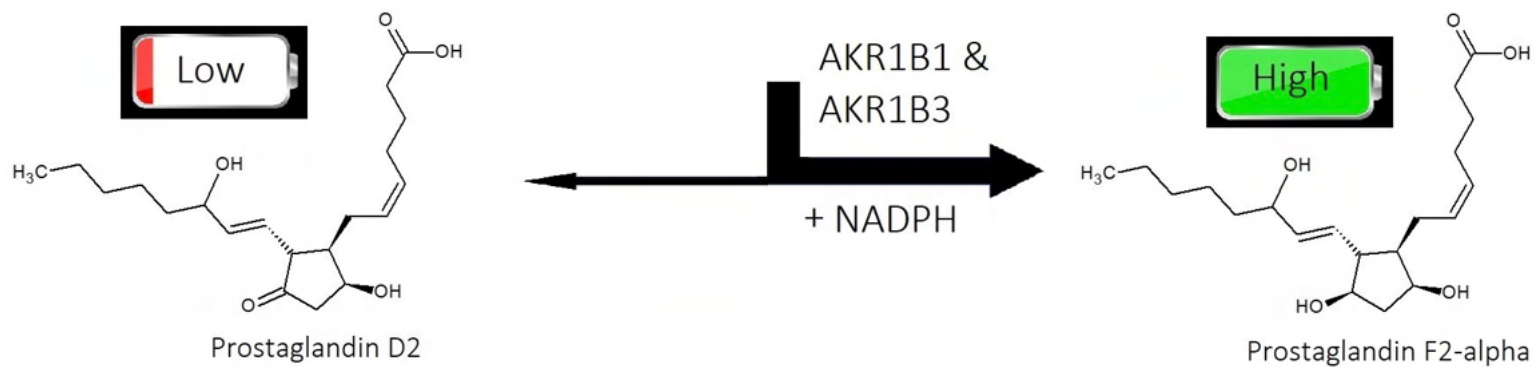 Low
O
OH
OH
H₃C
O
OH
Prostaglandin D2
AKR1B1 &
AKR1B3
+ NADPH
High
O
OH
OH
H₃C
HO
OH
Prostaglandin F2-alpha